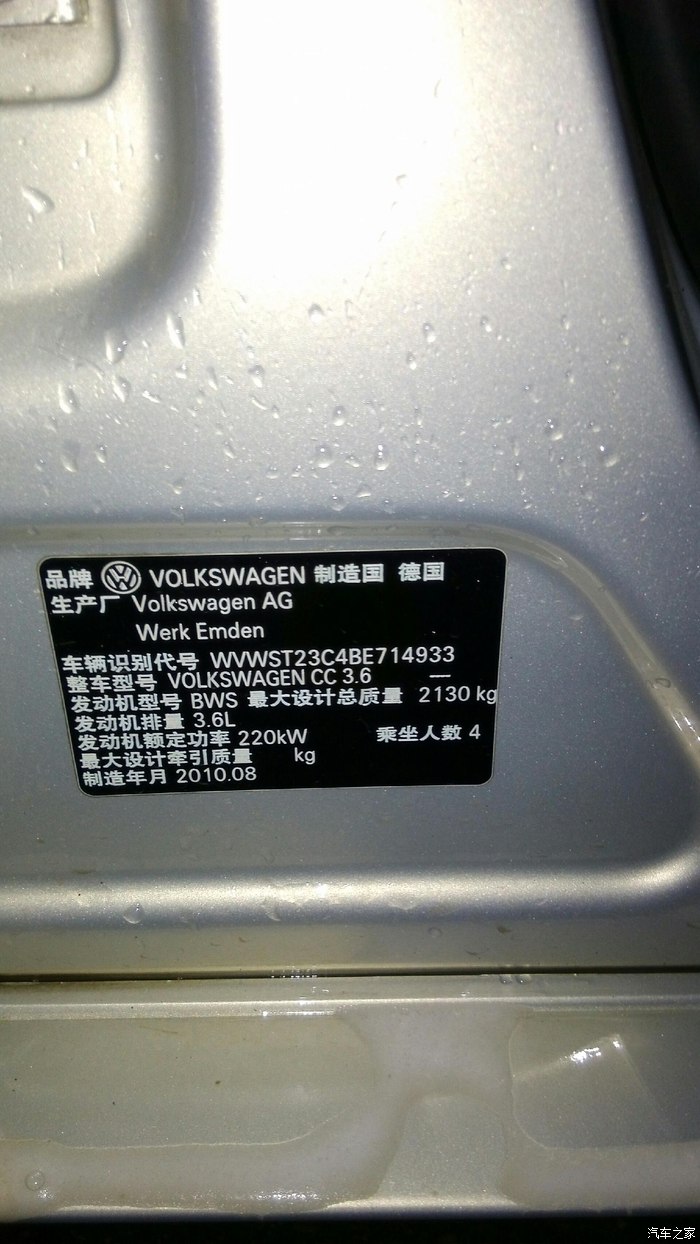 品牌 VOLKSWAGEN 制造国 德国
生产厂 Volkswagen AG
Werk Emden
车辆识别代号 WVWST23C4BE714933
整车型号 VOLKSWAGEN CC 3.6 —
发动机型号 BWS 最大设计总质量 2130 kg
发动机排量 3.6L
发动机额定功率 220kW 乘坐人数 4
最大设计牵引质量 kg
制造年月 2010.08
汽车之家